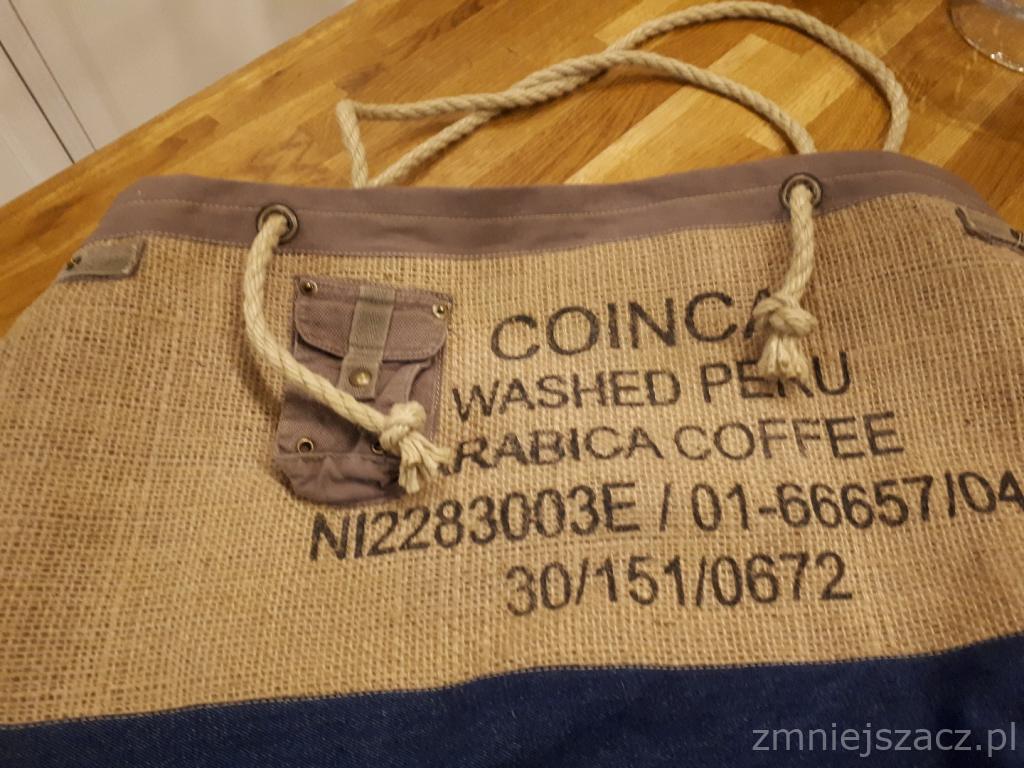 COINCA
WASHED PERU
ARABICA COFFEE
NI2283003E / 01-66657/04
30/151/0672
zmniejszacz.pl